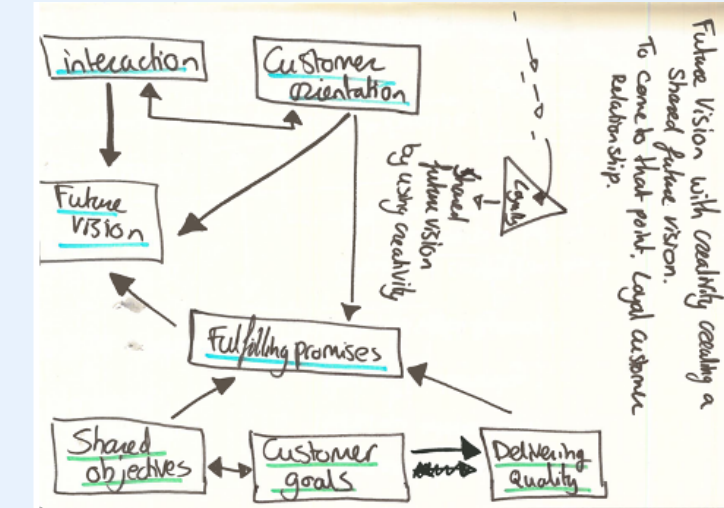 interaction
Customer
orientation
Future
Vision
Fulfilling promises
Shared
objectives
Customer
goals
Delivering
Quality
Loyalty
Shared
future vision
by using creativity
Future Vision with creativity creating a
Shared future vision.
To come to that point. Loyal customer
relationship.